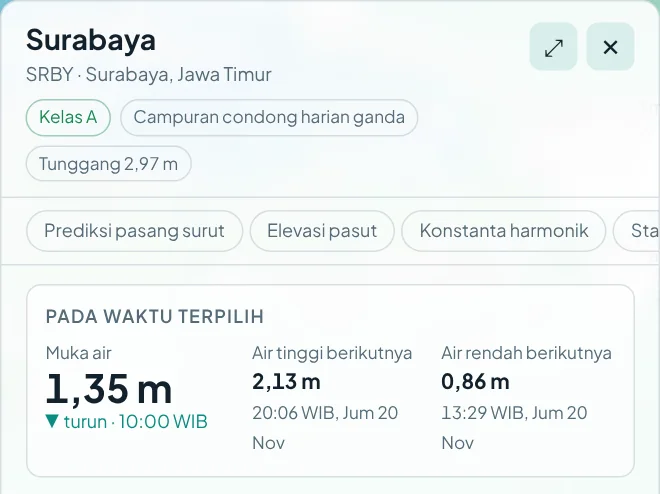 Surabaya
SRBY · Surabaya, Jawa Timur
Kelas A
Campuran condong harian ganda
Tunggang 2,97 m
Prediksi pasang surut
Elevasi pasut
Konstanta harmonik
Sta
PADA WAKTU TERPILIH
Muka air
1,35 m
▼ turun · 10:00 WIB
Air tinggi berikutnya
2,13 m
20:06 WIB, Jum 20
Nov
Air rendah berikutnya
0,86 m
13:29 WIB, Jum 20
Nov